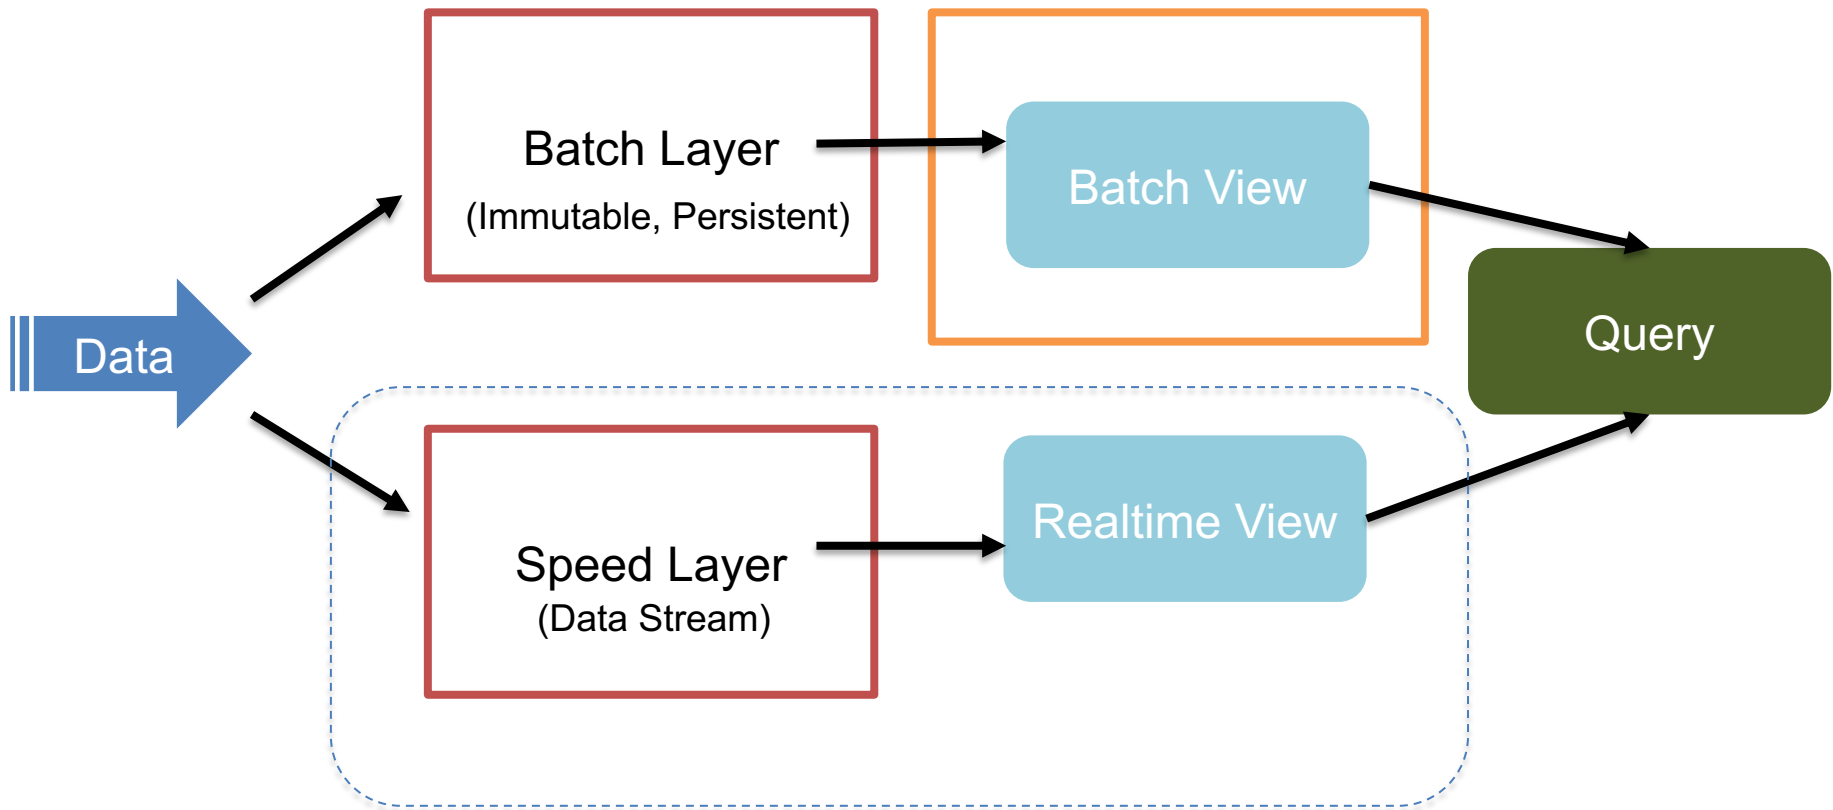 Data
Batch Layer
(Immutable, Persistent)
Batch View
Query
Speed Layer
(Data Stream)
Realtime View